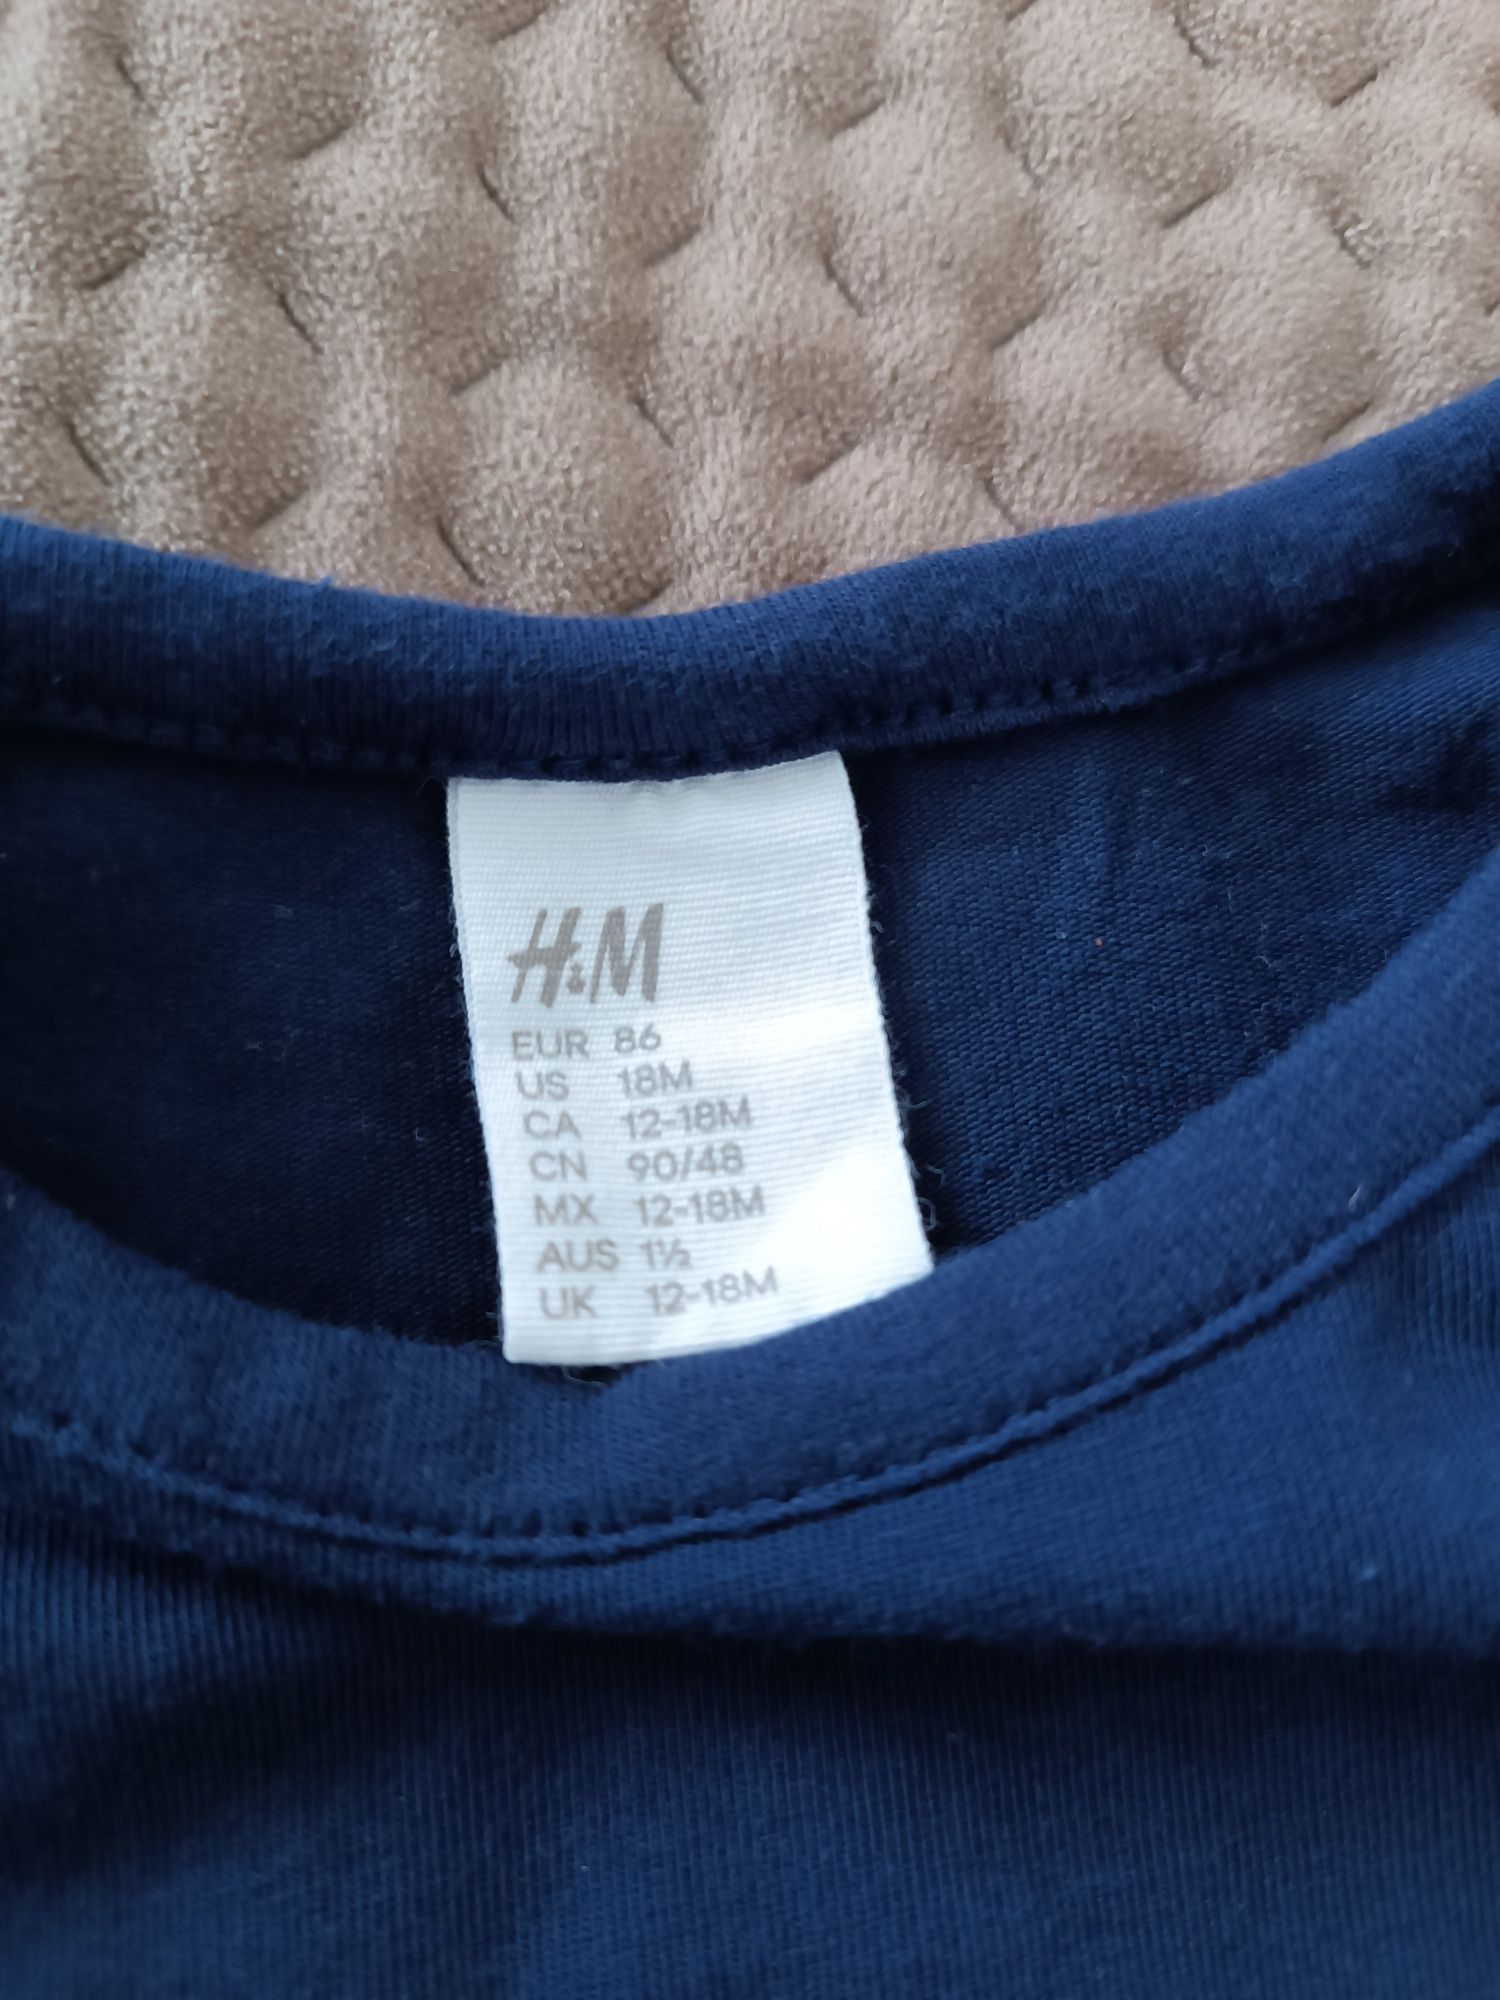 H&M
EUR 86
US 18M
CA 12-18M
CN 90/48
MX 12-18M
AUS 1½
UK 12-18M